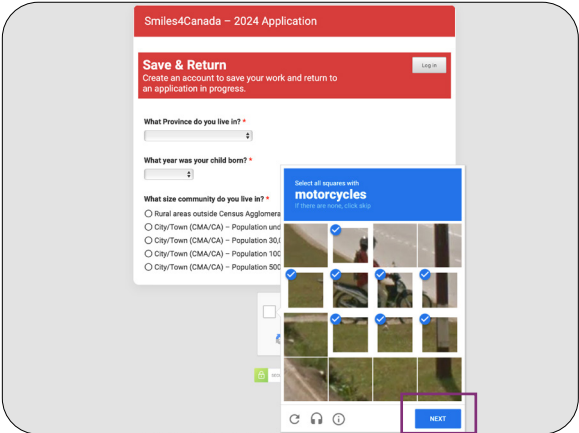 Smiles4Canada – 2024 Application
Save & Return
Log in
Create an account to save your work and return to
an application in progress.
What Province do you live in? *
What year was your child born? *
What size community do you live in? *
Rural areas outside Census Agglomera
City/Town (CMA/CA) – Population und
City/Town (CMA/CA) – Population 30,0
City/Town (CMA/CA) – Population 100
City/Town (CMA/CA) – Population 500
Select all squares with
motorcycles
If there are none, click skip
NEXT